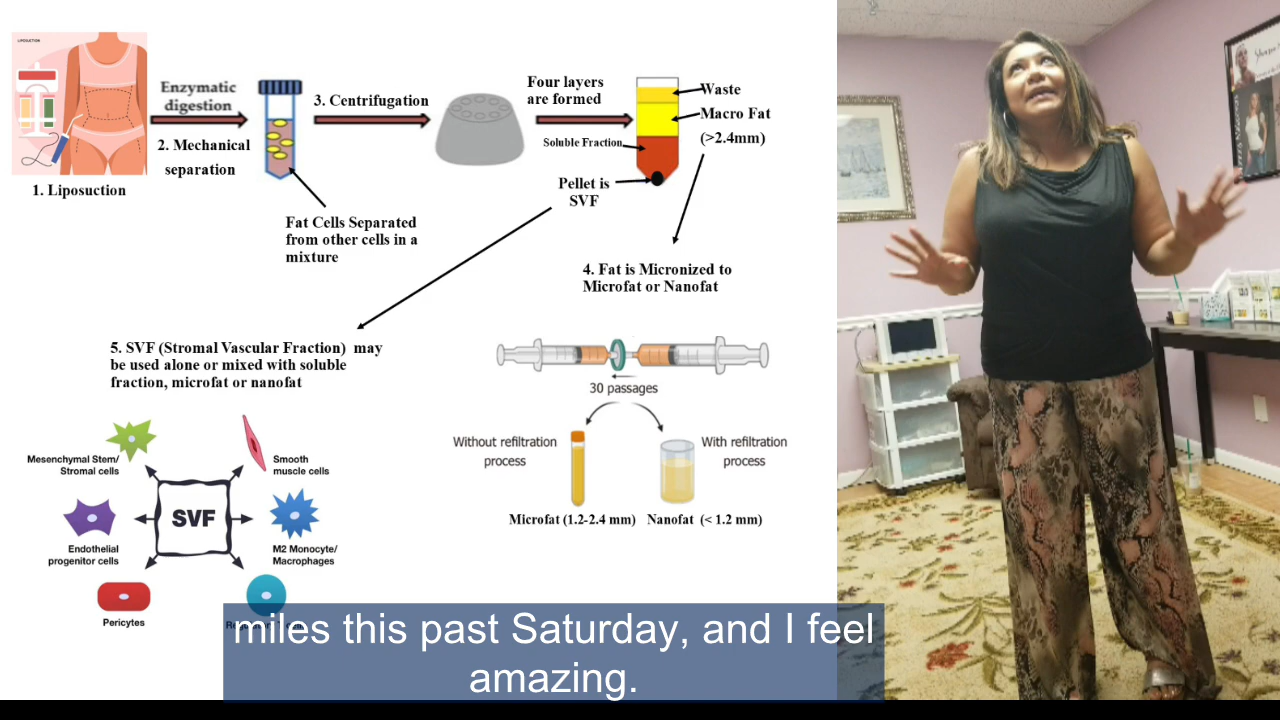 LIPOSUCTION
Enzymatic
digestion
2. Mechanical
separation
1. Liposuction
3. Centrifugation
Four layers
are formed
Soluble Fraction
Waste
Macro Fat
(>2.4mm)
Pellet is
SVF
Fat Cells Separated
from other cells in a
mixture
4. Fat is Micronized to
Microfat or Nanofat
5. SVF (Stromal Vascular Fraction) may
be used alone or mixed with soluble
fraction, microfat or nanofat
30 passages
Without refiltration
process
With refiltration
process
Microfat (1.2-2.4 mm)
Nanofat (< 1.2 mm)
Mesenchymal Stem/
Stromal cells
Smooth
muscle cells
SVF
Endothelial
progenitor cells
M2 Monocyte/
Macrophages
Pericytes
miles this past Saturday, and I feel
amazing.